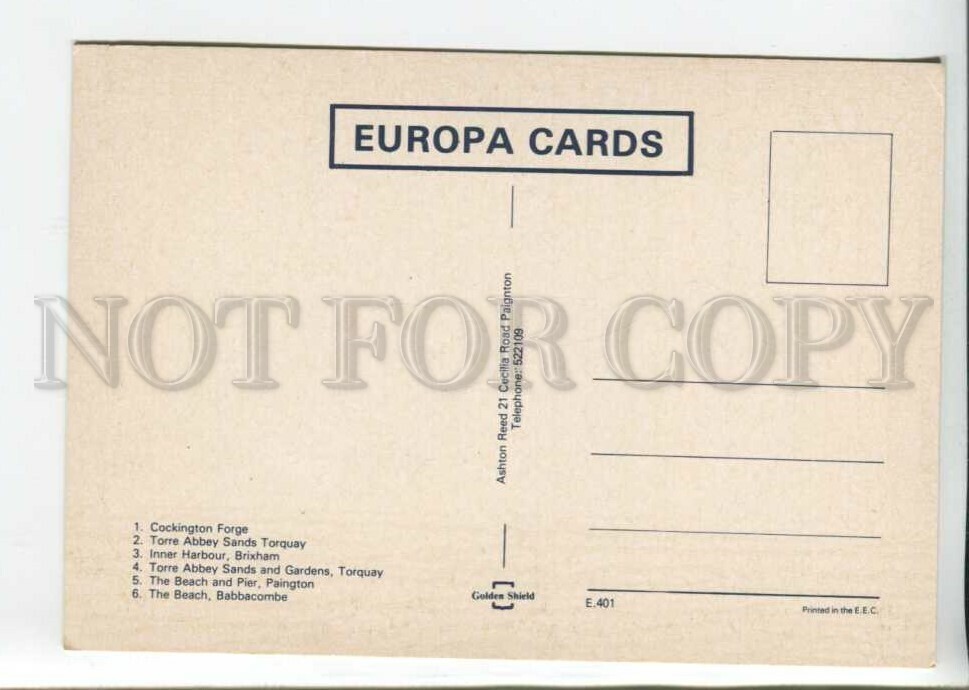 EUROPA CARDS
Ashton Reed 21 Cecilia Road Paignton
Telephone: 522109
NOT FOR COPY
1. Cockington Forge
2. Torre Abbey Sands Torquay
3. Inner Harbour, Brixham
4. Torre Abbey Sands and Gardens, Torquay
5. The Beach and Pier, Paington
6. The Beach, Babbacombe
Golden Shield
E.401
Printed in the E.E.C.